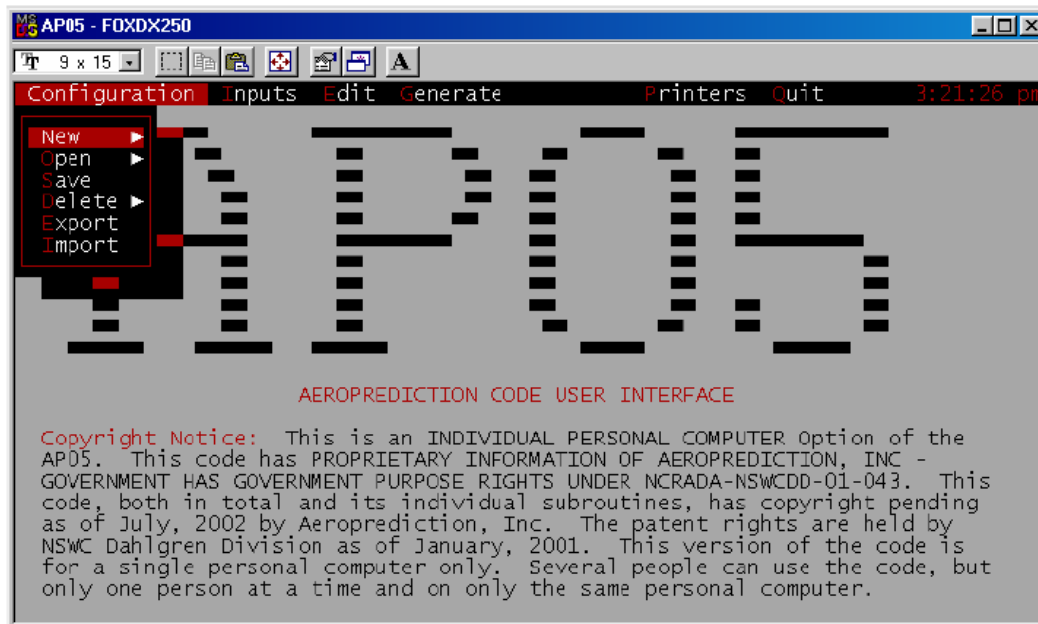 AP05 - FOXDX250
9 x 15 A
Configuration Inputs Edit Generate Printers Quit 3:21:26 pm
New
Open
Save
Delete
Export
Import
AP05
AEROPREDICTION CODE USER INTERFACE
Copyright Notice: This is an INDIVIDUAL PERSONAL COMPUTER Option of the
AP05. This code has PROPRIETARY INFORMATION OF AEROPREDICTION, INC -
GOVERNMENT HAS GOVERNMENT PURPOSE RIGHTS UNDER NCRADA-NSWCDD-01-043. This
code, both in total and its individual subroutines, has copyright pending
as of July, 2002 by Aeroprediction, Inc. The patent rights are held by
NSWC Dahlgren Division as of January, 2001. This version of the code is
for a single personal computer only. Several people can use the code, but
only one person at a time and on only the same personal computer.